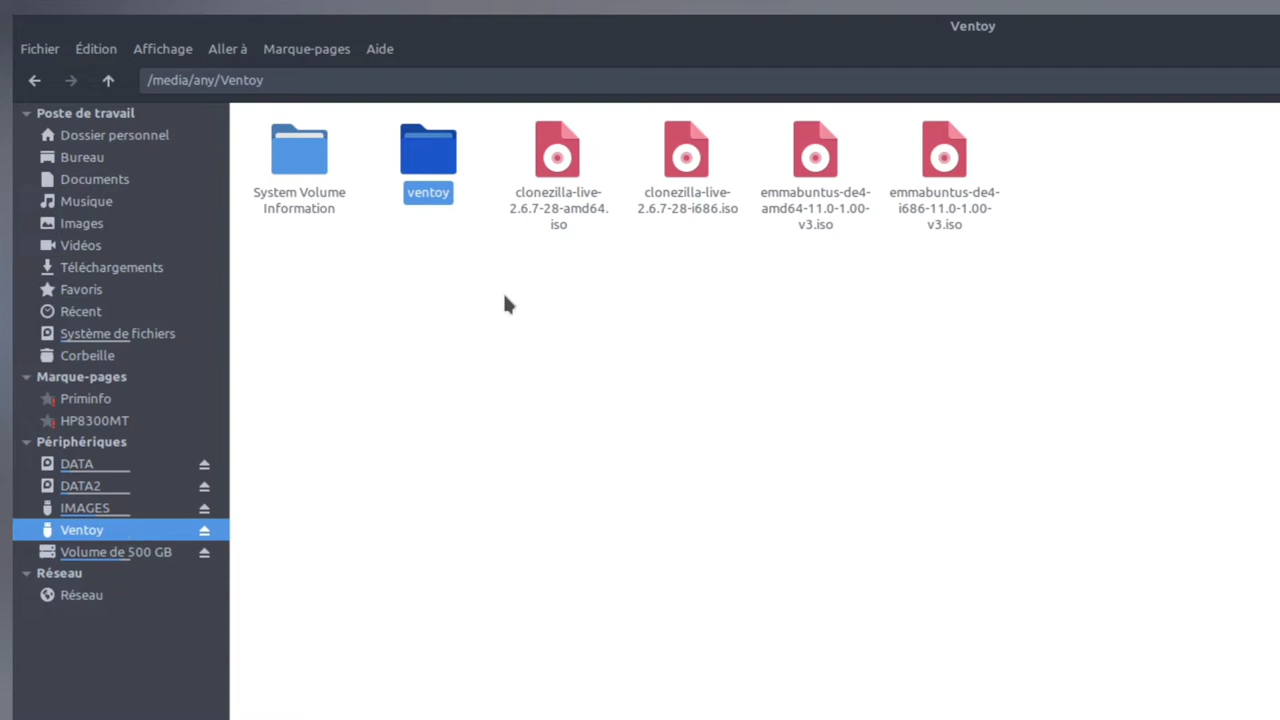 Ventoy
Fichier Édition Affichage Aller à Marque-pages Aide
/media/any/Ventoy
Poste de travail
Dossier personnel
Bureau
Documents
Musique
Images
Vidéos
Téléchargements
Favoris
Récent
Système de fichiers
Corbeille
Marque-pages
Priminfo
HP8300MT
Périphériques
DATA
DATA2
IMAGES
Ventoy
Volume de 500 GB
Réseau
Réseau
System Volume
Information
ventoy
clonezilla-live-
2.6.7-28-amd64.
iso
clonezilla-live-
2.6.7-28-i686.iso
emmabuntus-de4-
amd64-11.0-1.00-
v3.iso
emmabuntus-de4-
i686-11.0-1.00-
v3.iso